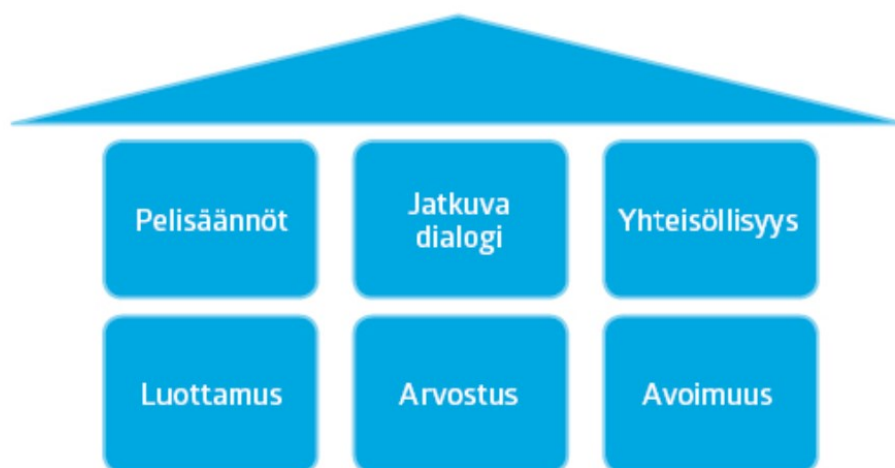 Pelisäännöt
Jatkuva
dialogi
Yhteisöllisyys
Luottamus
Arvostus
Avoimuus